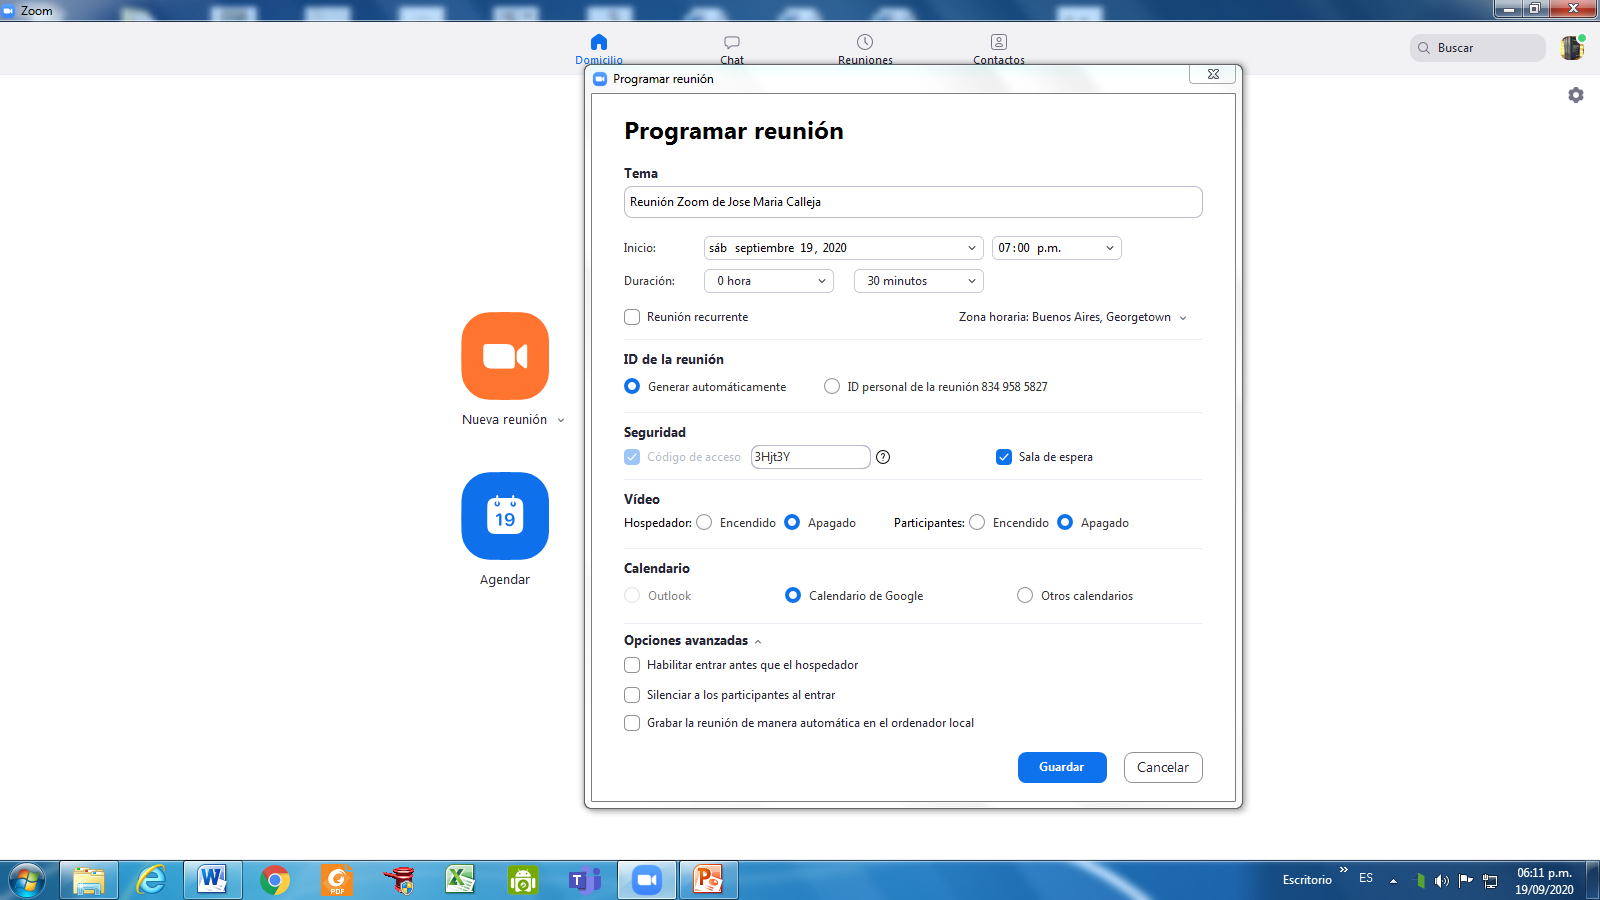 Zoom
Domicilio
Chat
Reuniones
Contactos
Buscar
Programar reunión
Programar reunión
Tema
Reunión Zoom de Jose Maria Calleja
Inicio: sáb septiembre 19, 2020 07:00 p.m.
Duración: 0 hora 30 minutos
Reunión recurrente Zona horaria: Buenos Aires, Georgetown
ID de la reunión
Generar automáticamente ID personal de la reunión 834 958 5827
Seguridad
Código de acceso 3Hjt3Y ? Sala de espera
Vídeo
Hospedador: Encendido Apagado Participantes: Encendido Apagado
Calendario
Outlook Calendario de Google Otros calendarios
Opciones avanzadas
Habilitar entrar antes que el hospedador
Silenciar a los participantes al entrar
Grabar la reunión de manera automática en el ordenador local
Guardar Cancelar
Nueva reunión
19
Agendar
PDF
Escritorio
ES
06:11 p.m.
19/09/2020